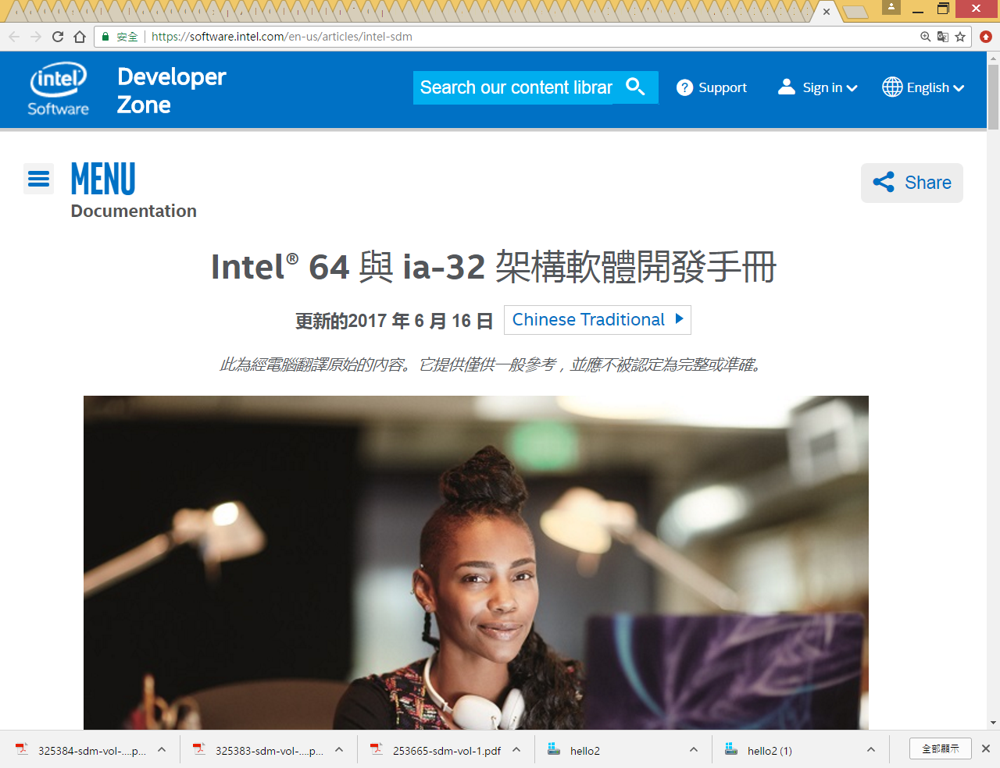 安全
https://software.intel.com/en-us/articles/intel-sdm
intel
Software
Developer
Zone
Search our content librar
Support
Sign in
English
MENU
Documentation
Share
Intel® 64 與 ia-32 架構軟體開發手冊
更新的2017 年 6 月 16 日
Chinese Traditional
此為經電腦翻譯原始的內容。它提供僅供一般參考，並應不被認定為完整或準確。
325384-sdm-vol-....p...
325383-sdm-vol-....p...
253665-sdm-vol-1.pdf
hello2
hello2 (1)
全部顯示